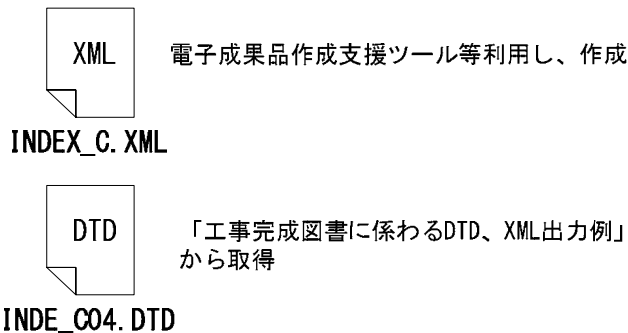 XML
電子成果品作成支援ツール等利用し、作成
INDEX_C.XML
DTD
「工事完成図書に係わるDTD、XML出力例」
から取得
INDE_C04.DTD